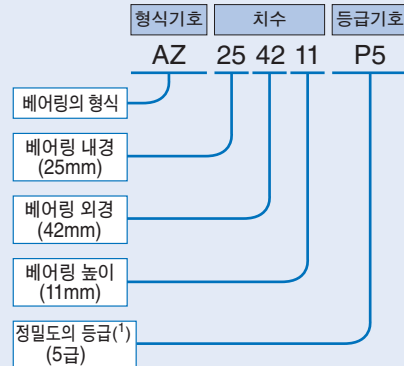 형식기호 치수 등급기호
AZ 25 42 11 P5
베어링의 형식
베어링 내경
(25mm)
베어링 외경
(42mm)
베어링 높이
(11mm)
정밀도의 등급(¹)
(5급)